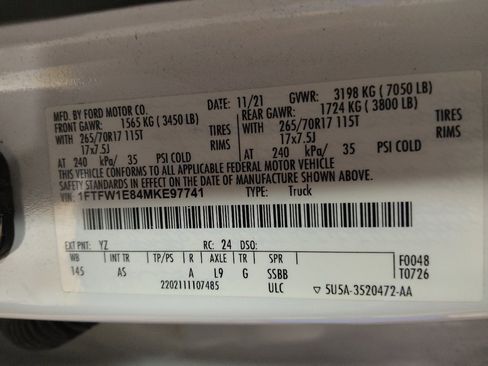 MFD. BY FORD MOTOR CO. DATE: 11/21 GVWR: 3198 KG ( 7050 LB)
FRONT GAWR: 1565 KG ( 3450 LB) REAR GAWR: 1724 KG ( 3800 LB)
WITH 265/70R17 115T TIRES WITH 265/70R17 115T TIRES
17x7.5J RIMS 17x7.5J RIMS
AT 240 kPa/ 35 PSI COLD AT 240 kPa/ 35 PSI COLD
THIS VEHICLE CONFORMS TO ALL APPLICABLE FEDERAL MOTOR VEHICLE
SAFETY AND THEFT PREVENTION STANDARDS IN EFFECT ON THE DATE OF MANUFACTURE SHOWN ABOVE.
VIN: 1FTFW1E84MKE97741 TYPE: Truck
EXT PNT: YZ RC: 24 DSO: F0048
WB INT TR TP/PS R AXLE TR SPR T0726
145 AS A L9 G SSBB
2202111107485 ULC ▽ 5U5A-3520472-AA